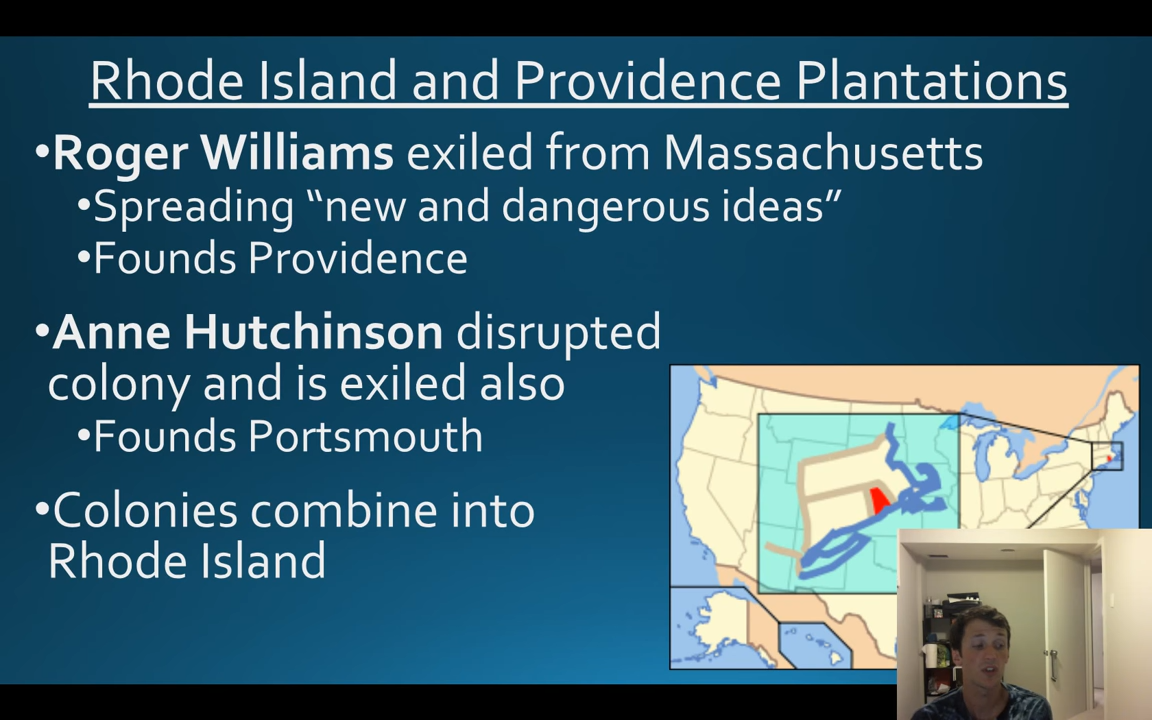 Rhode Island and Providence Plantations
•Roger Williams exiled from Massachusetts
•Spreading “new and dangerous ideas”
•Founds Providence
•Anne Hutchinson disrupted
colony and is exiled also
•Founds Portsmouth
•Colonies combine into
Rhode Island